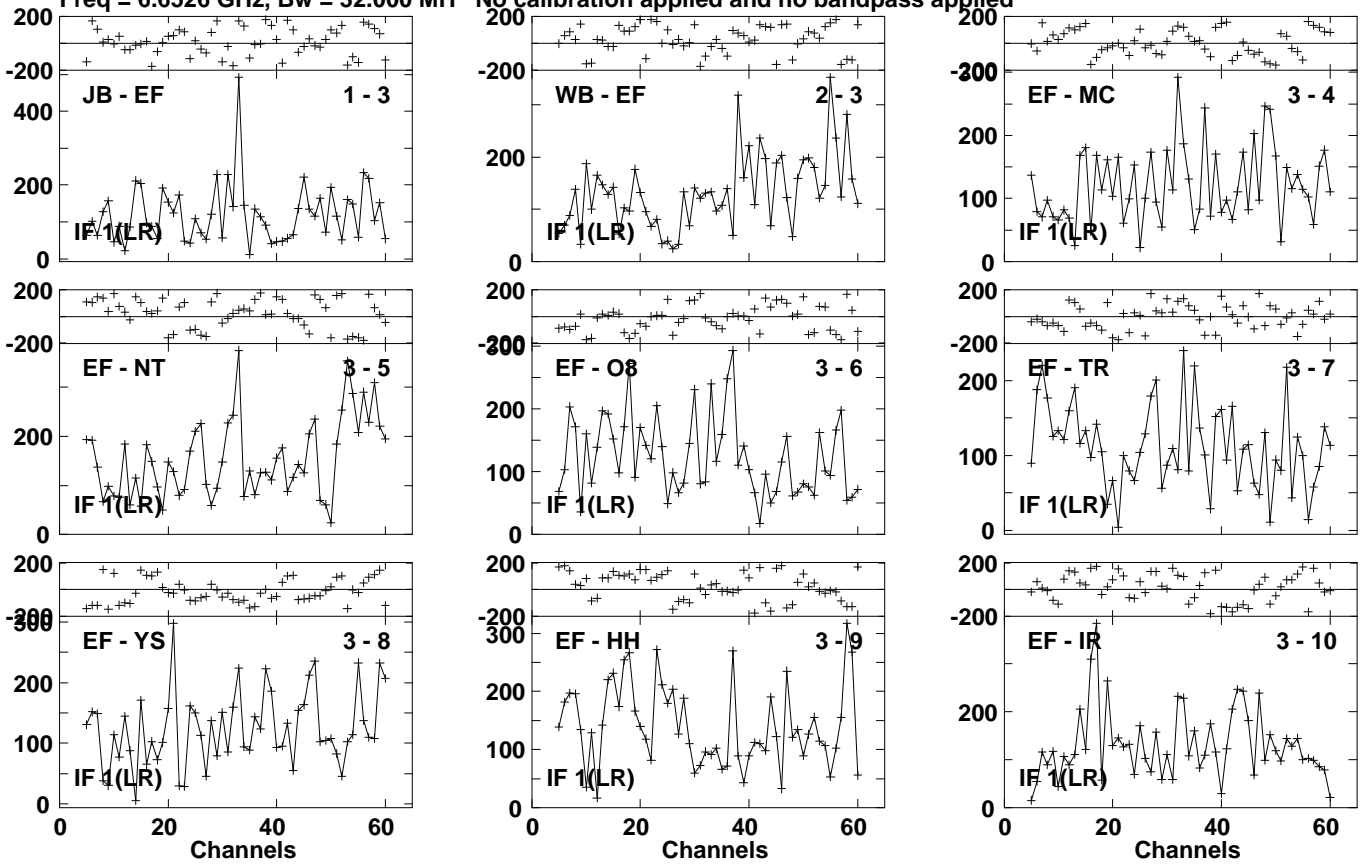 Freq = 6.6526 GHz, Bw = 32.000 MH No calibration applied and no bandpass applied
200
-200
JB - EF 1 - 3
400
200
0
IF 1(LR)
WB - EF 2 - 3
200
0
IF 1(LR)
200
-200
300
EF - MC 3 - 4
200
100
0
IF 1(LR)
200
-200
EF - NT 3 - 5
200
0
IF 1(LR)
200
-200
300
EF - O8 3 - 6
200
100
0
IF 1(LR)
200
-200
EF - TR 3 - 7
200
100
0
IF 1(LR)
200
-200
300
EF - YS 3 - 8
200
100
0
IF 1(LR)
0 20 40 60
Channels
300
EF - HH 3 - 9
200
100
0
IF 1(LR)
0 20 40 60
Channels
200
-200
EF - IR 3 - 10
200
0
IF 1(LR)
0 20 40 60
Channels